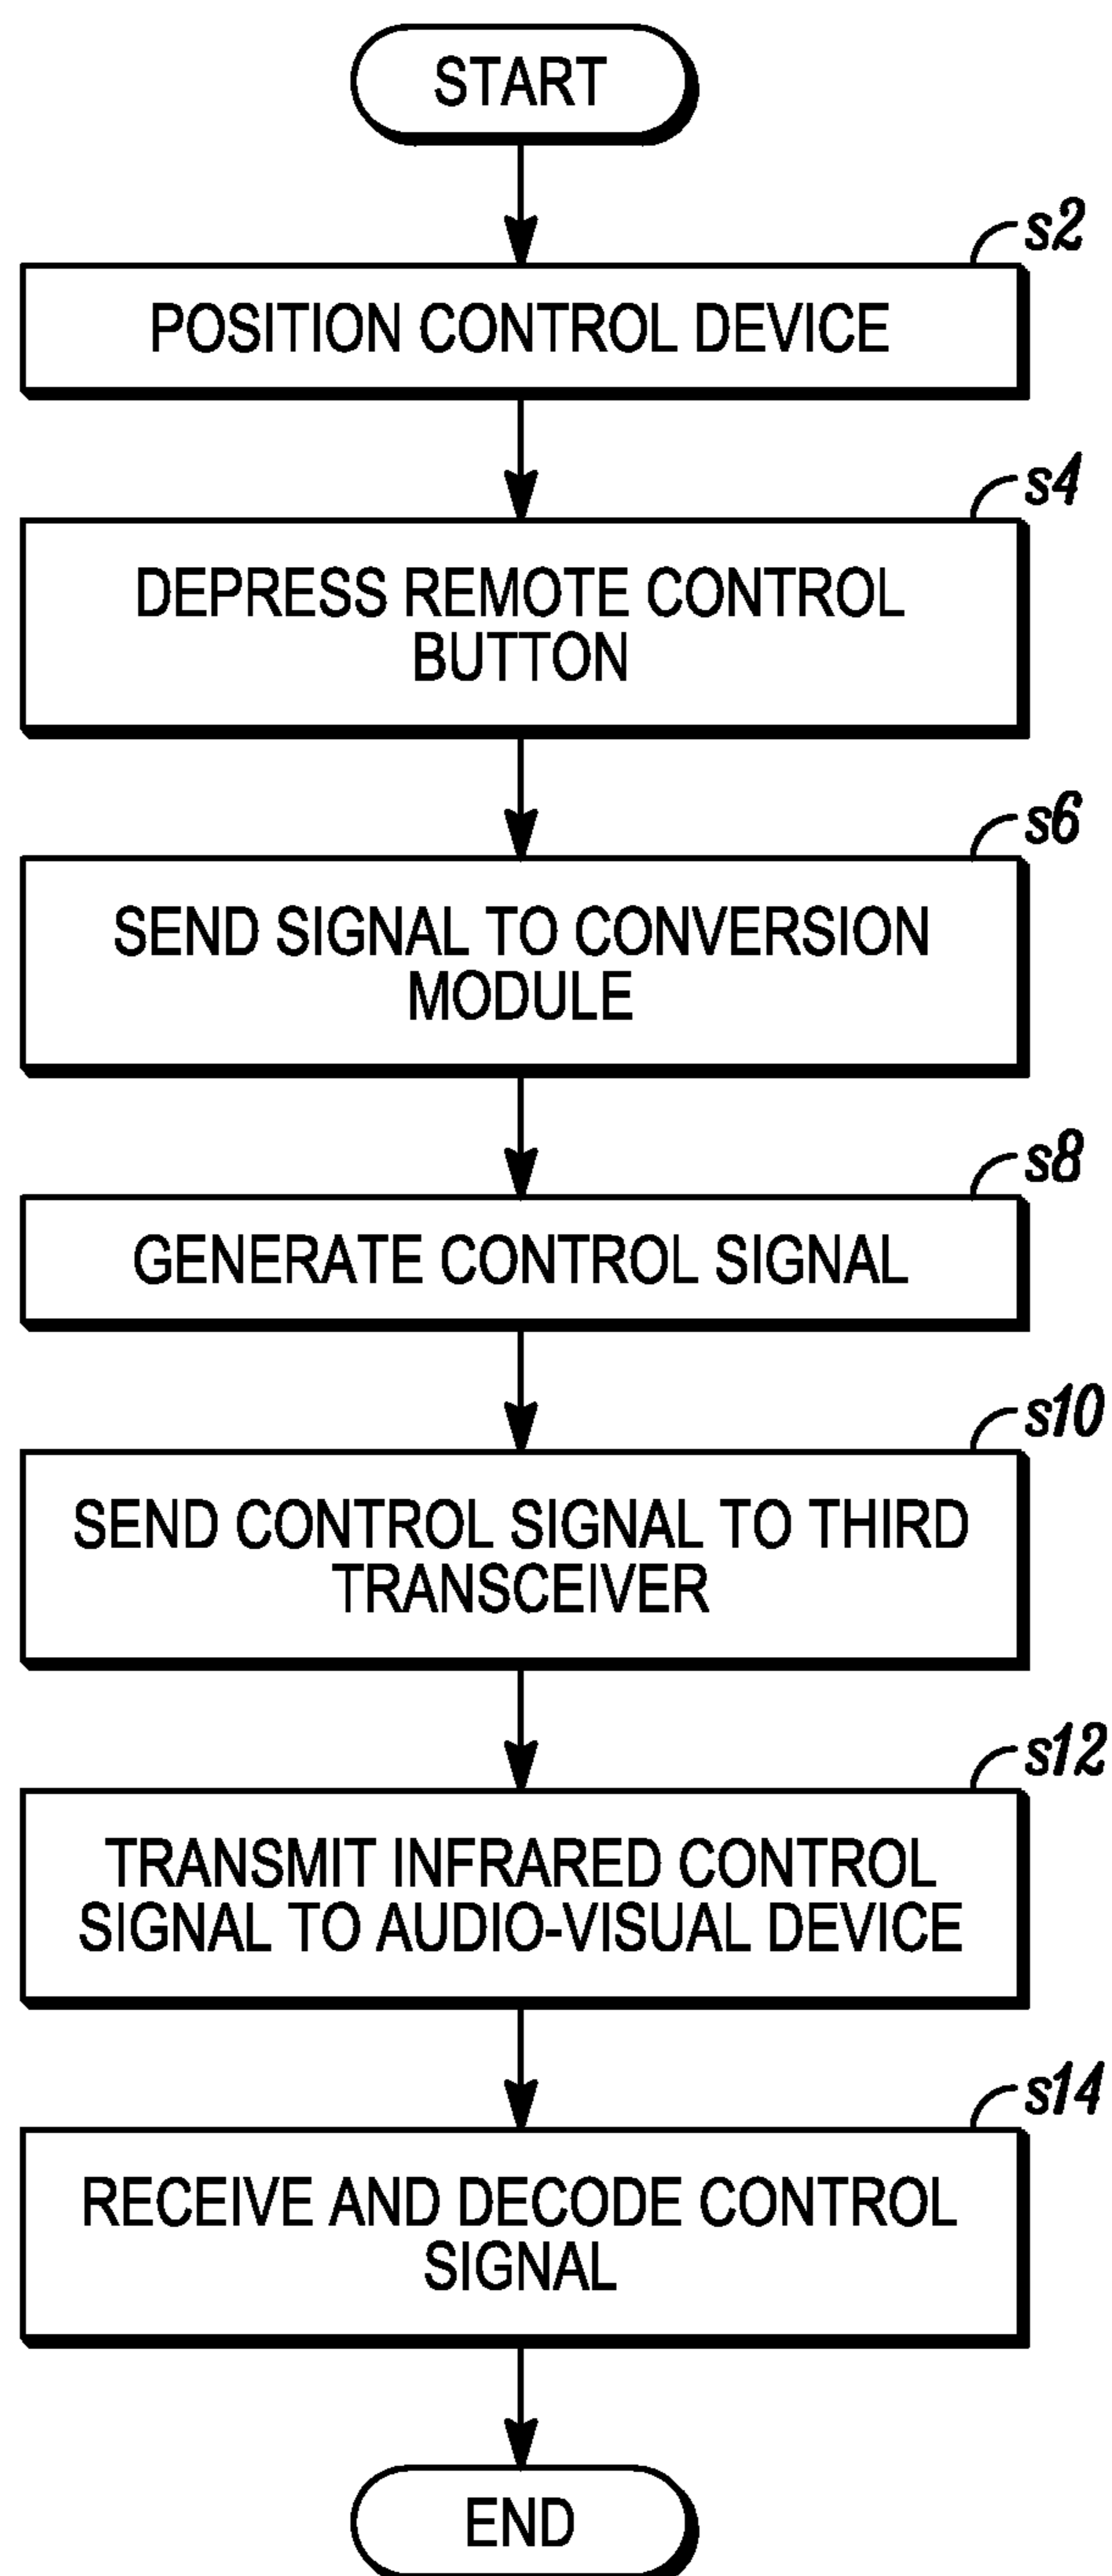 START
s2
POSITION CONTROL DEVICE
s4
DEPRESS REMOTE CONTROL
BUTTON
s6
SEND SIGNAL TO CONVERSION
MODULE
s8
GENERATE CONTROL SIGNAL
s10
SEND CONTROL SIGNAL TO THIRD
TRANSCEIVER
s12
TRANSMIT INFRARED CONTROL
SIGNAL TO AUDIO-VISUAL DEVICE
s14
RECEIVE AND DECODE CONTROL
SIGNAL
END